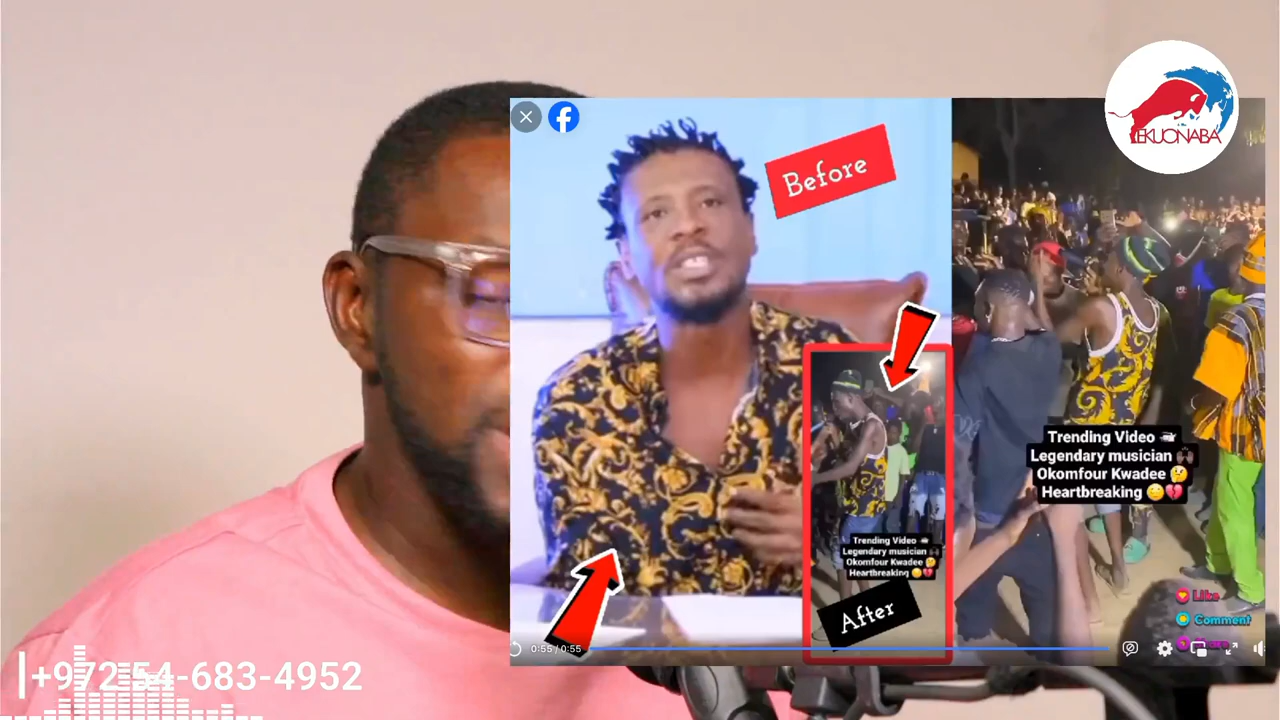 EKUONABA
Before
Trending Video
Legendary musician
Okomfour Kwadee
Heartbreaking
Trending Video
Legendary musician
Okomfour Kwadee
Heartbreaking
After
Like
Comment
0:55 / 0:55
+972 54-683-4952